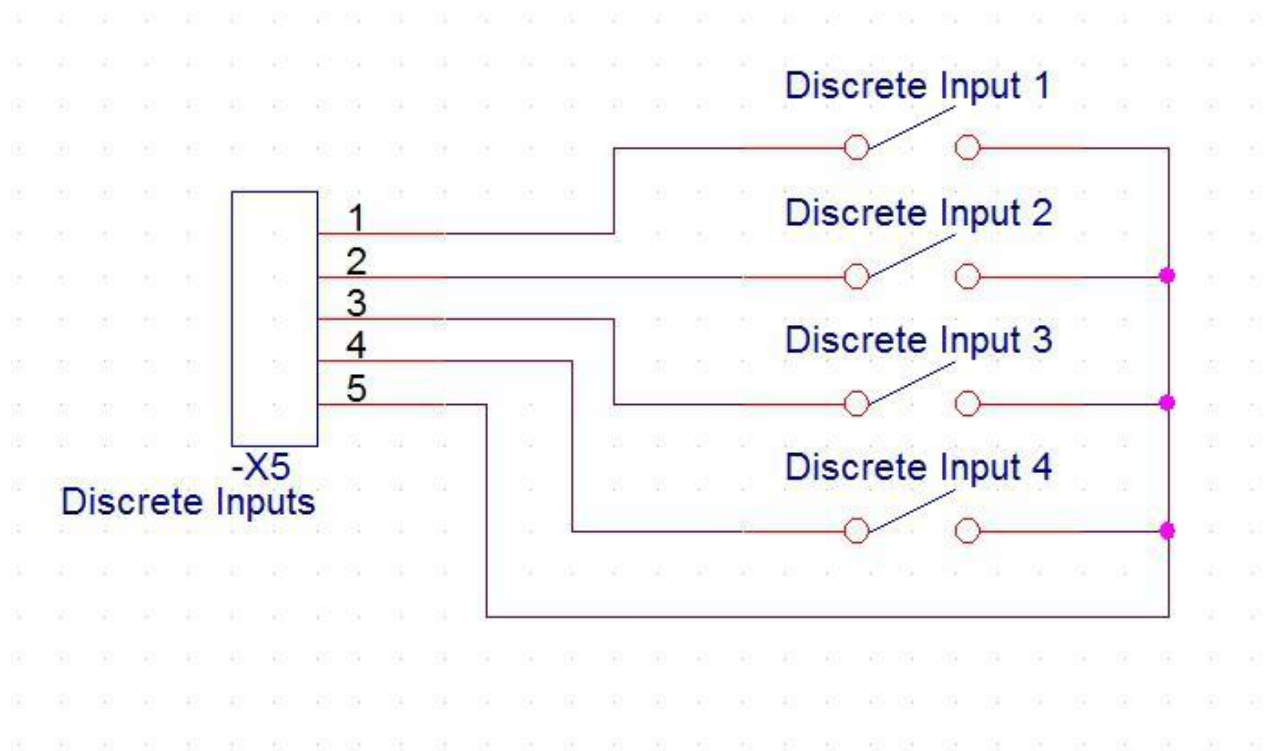 Discrete Input 1
Discrete Input 2
1
2
3
4
5
Discrete Input 3
Discrete Input 4
-X5
Discrete Inputs